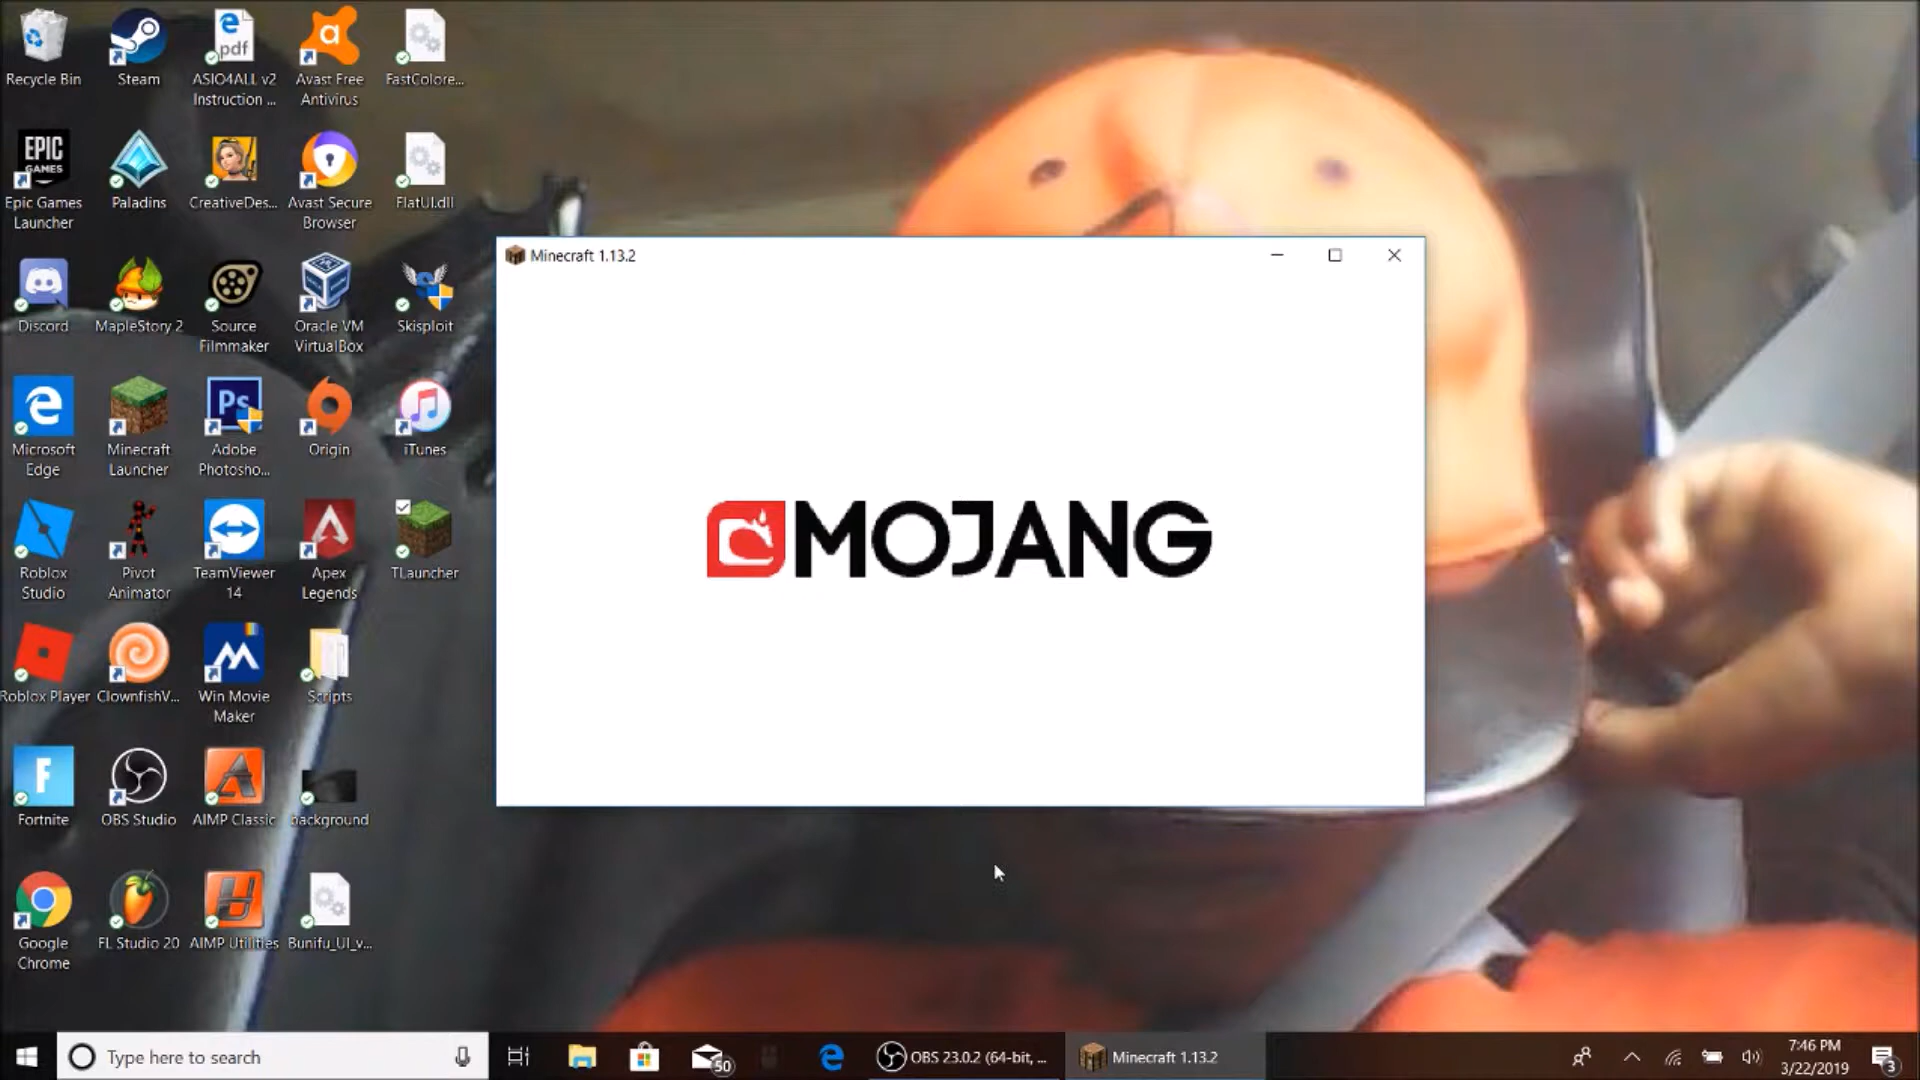 Recycle Bin
Steam
pdf
ASIO4ALL v2
Instruction ...
Avast Free
Antivirus
FastColore...
EPIC
GAMES
Epic Games
Launcher
Paladins
CreativeDes...
Avast Secure
Browser
FlatUI.dll
Discord
MapleStory 2
Source
Filmmaker
Oracle VM
VirtualBox
Skisploit
Microsoft
Edge
Minecraft
Launcher
Ps
Adobe
Photosho...
Origin
iTunes
Roblox
Studio
Pivot
Animator
TeamViewer
14
Apex
Legends
TLauncher
Roblox Player
ClownfishV...
Win Movie
Maker
Scripts
F
Fortnite
OBS Studio
AIMP Classic
background
Google
Chrome
FL Studio 20
AIMP Utilities
Bunifu_UI_v...
Minecraft 1.13.2
MOJANG
Type here to search
50
OBS 23.0.2 (64-bit, ...
Minecraft 1.13.2
7:46 PM
3/22/2019
3